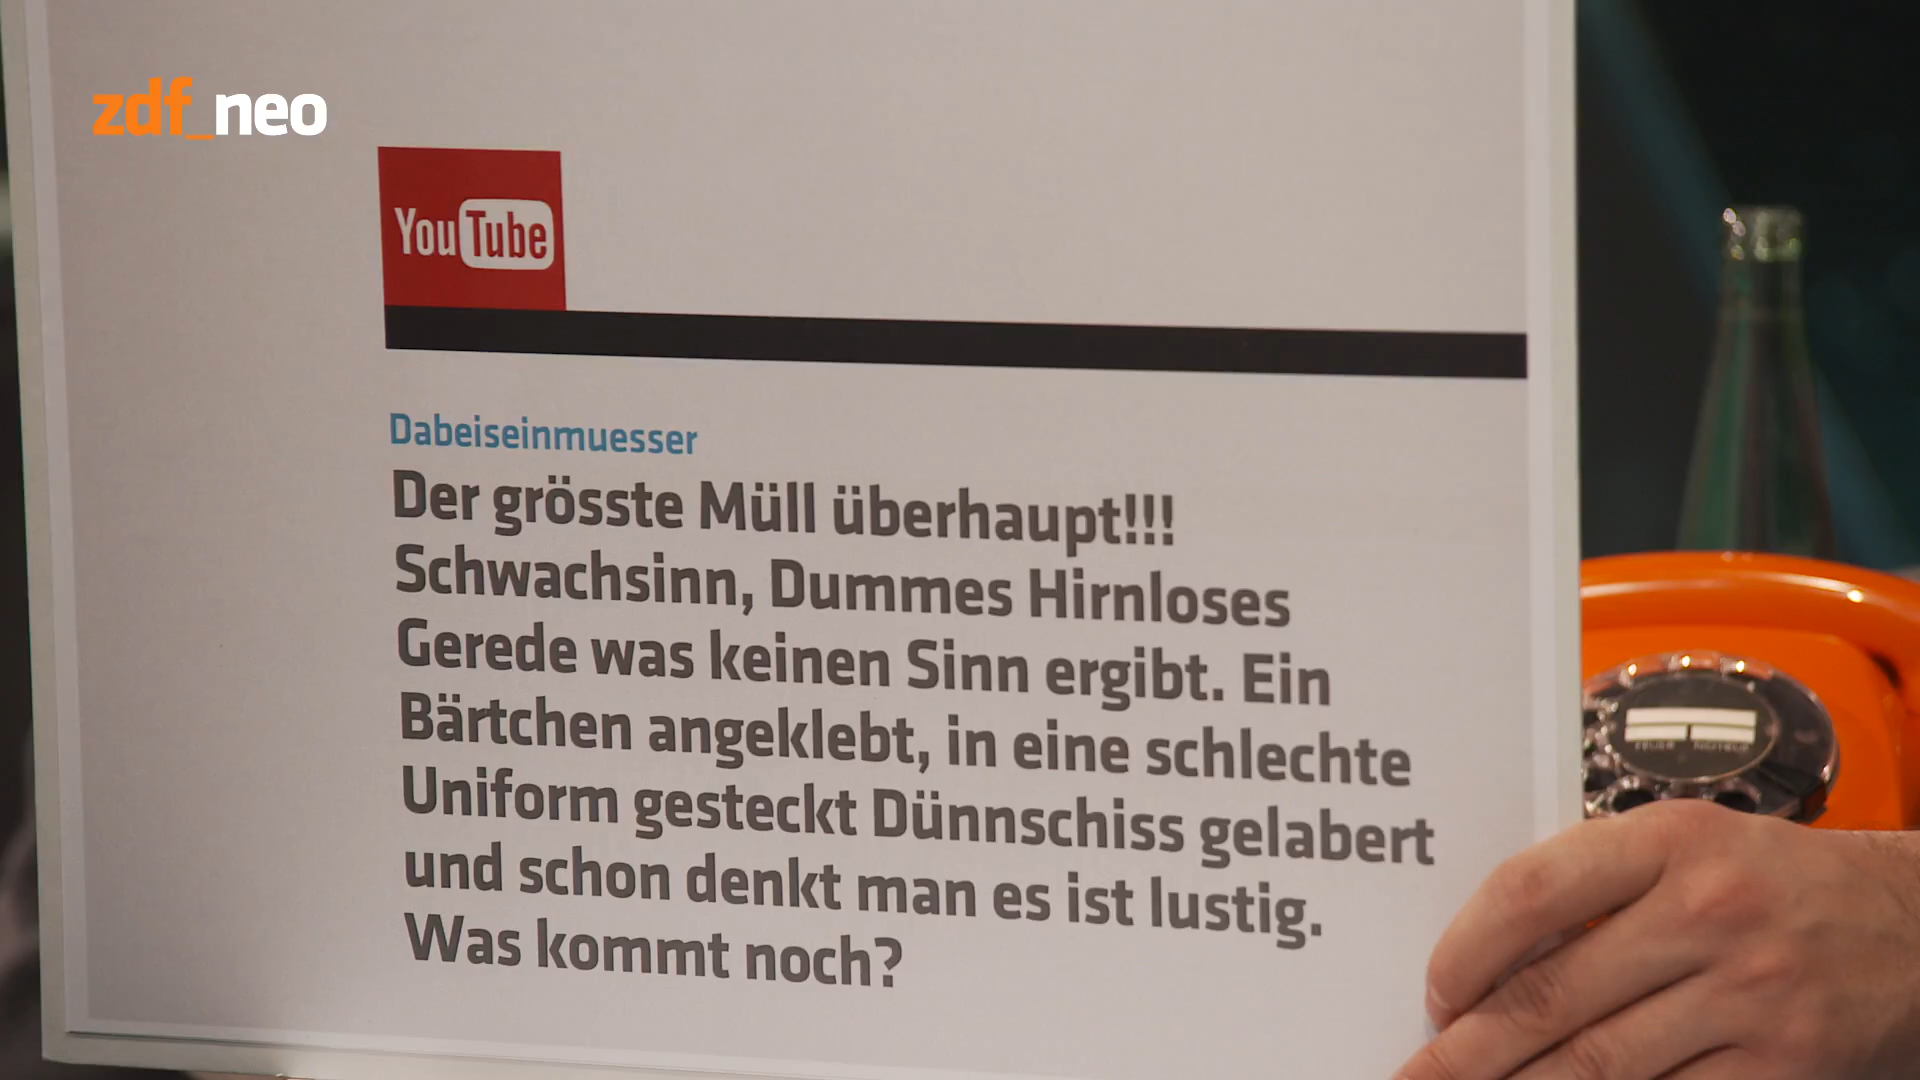 zdf_neo
YouTube
Dabeiseinmuesser
Der grösste Müll überhaupt!!!
Schwachsinn, Dummes Hirnloses
Gerede was keinen Sinn ergibt. Ein
Bärtchen angeklebt, in eine schlechte
Uniform gesteckt Dünnschiss gelabert
und schon denkt man es ist lustig.
Was kommt noch?